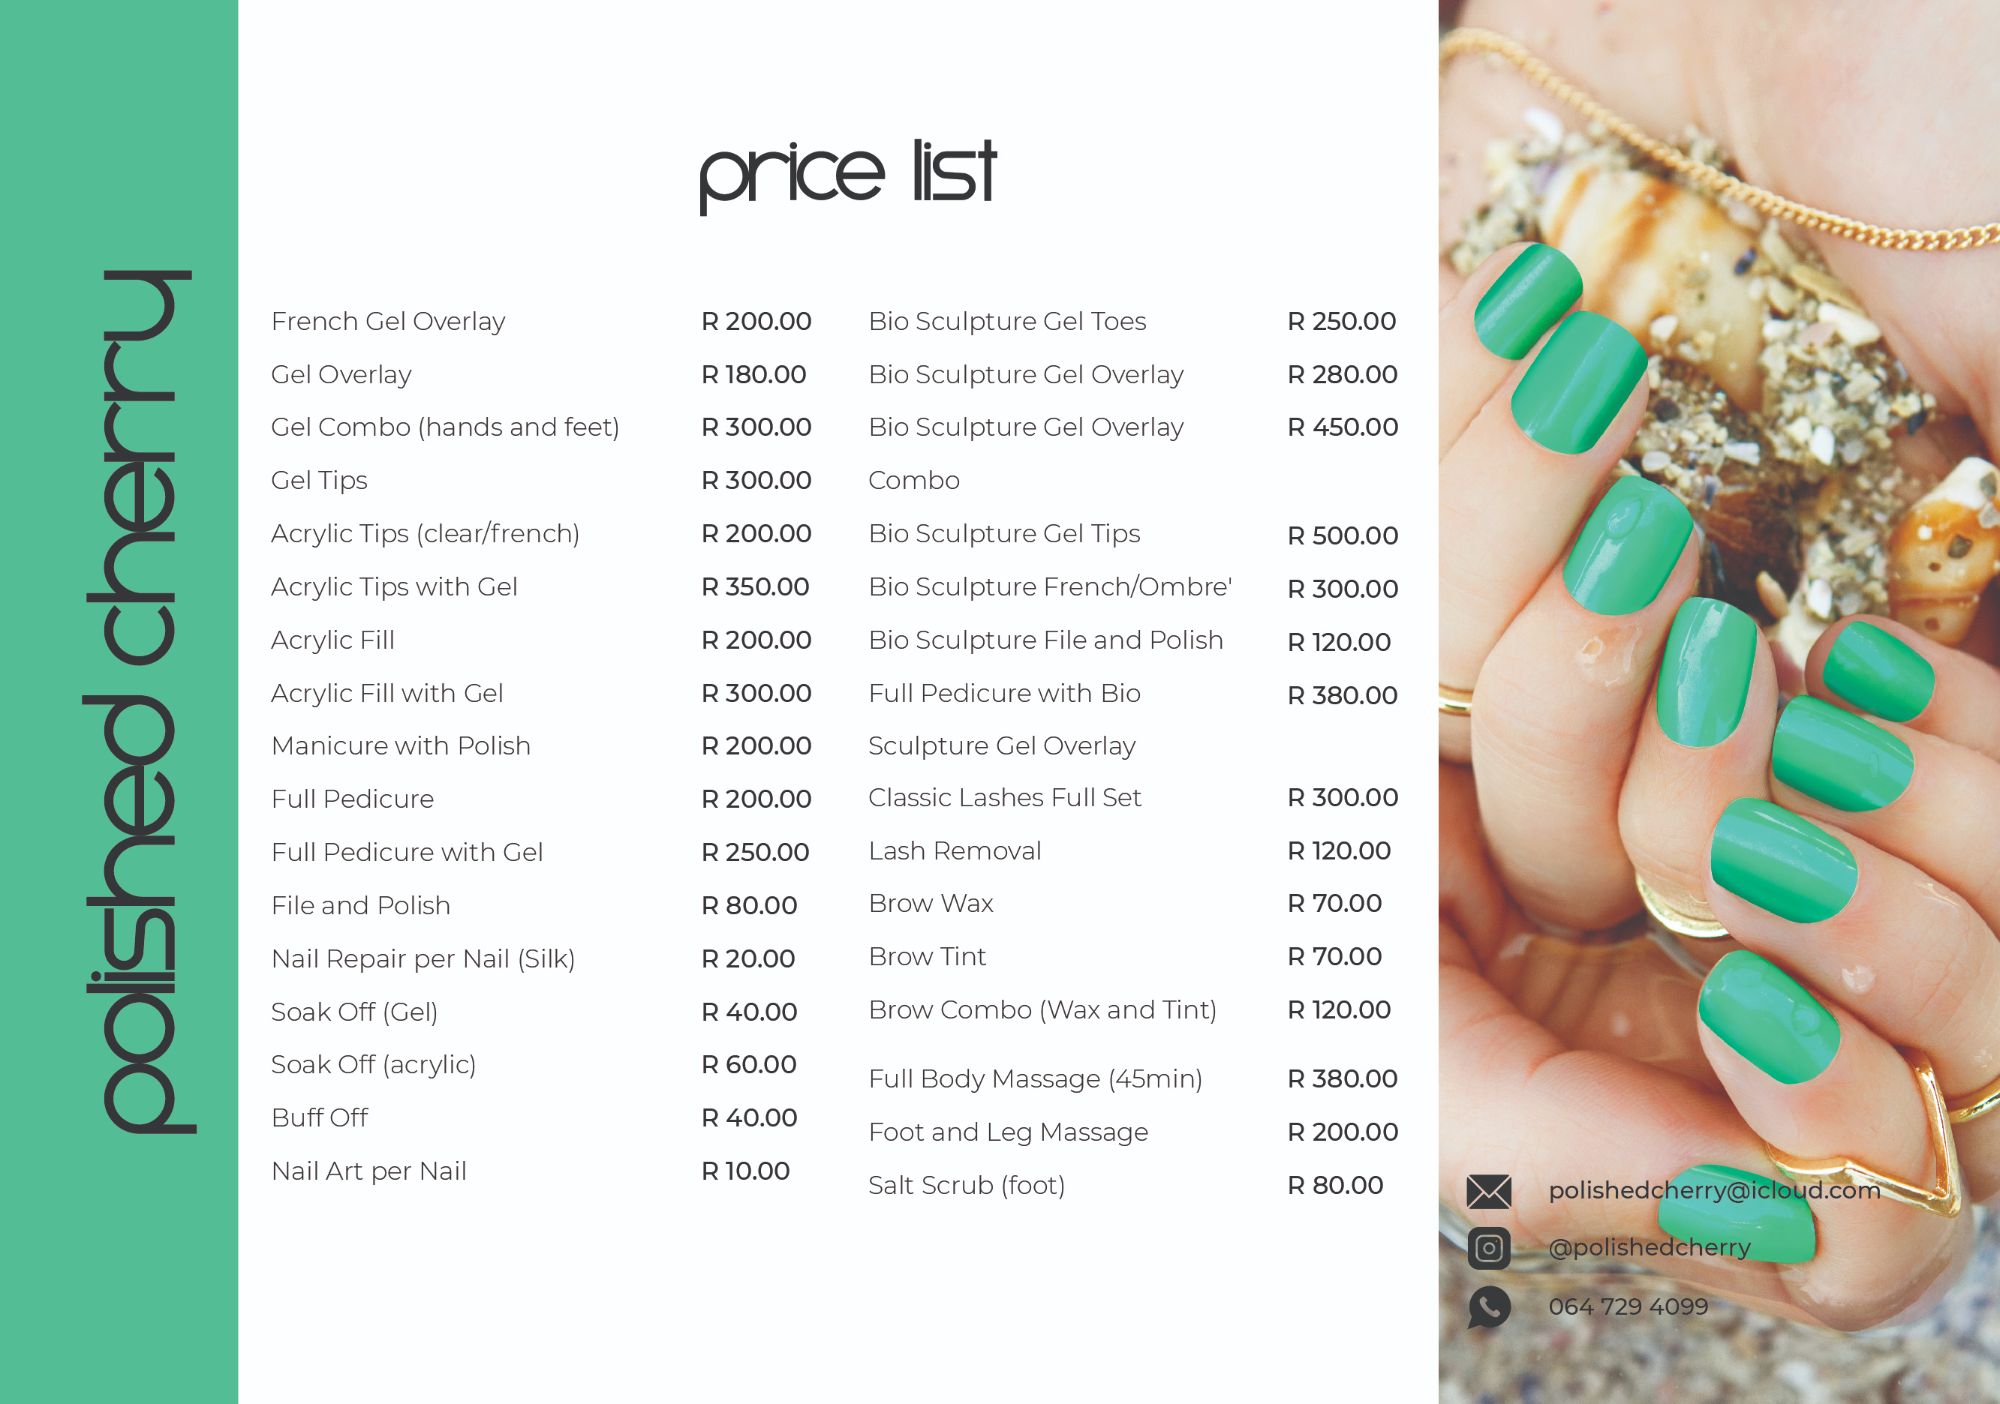 polished cherry
price list
French Gel Overlay R 200.00
Gel Overlay R 180.00
Gel Combo (hands and feet) R 300.00
Gel Tips R 300.00
Acrylic Tips (clear/french) R 200.00
Acrylic Tips with Gel R 350.00
Acrylic Fill R 200.00
Acrylic Fill with Gel R 300.00
Manicure with Polish R 200.00
Full Pedicure R 200.00
Full Pedicure with Gel R 250.00
File and Polish R 80.00
Nail Repair per Nail (Silk) R 20.00
Soak Off (Gel) R 40.00
Soak Off (acrylic) R 60.00
Buff Off R 40.00
Nail Art per Nail R 10.00
Bio Sculpture Gel Toes R 250.00
Bio Sculpture Gel Overlay R 280.00
Bio Sculpture Gel Overlay R 450.00
Combo
Bio Sculpture Gel Tips R 500.00
Bio Sculpture French/Ombre' R 300.00
Bio Sculpture File and Polish R 120.00
Full Pedicure with Bio R 380.00
Sculpture Gel Overlay
Classic Lashes Full Set R 300.00
Lash Removal R 120.00
Brow Wax R 70.00
Brow Tint R 70.00
Brow Combo (Wax and Tint) R 120.00
Full Body Massage (45min) R 380.00
Foot and Leg Massage R 200.00
Salt Scrub (foot) R 80.00
polishedcherry@icloud.com
@polishedcherry
064 729 4099